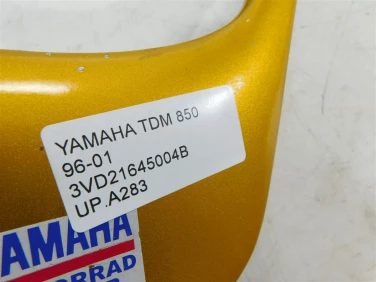 YAMAHA TDM 850
96-01
3VD21645004B
UP.A283
YAMAHA